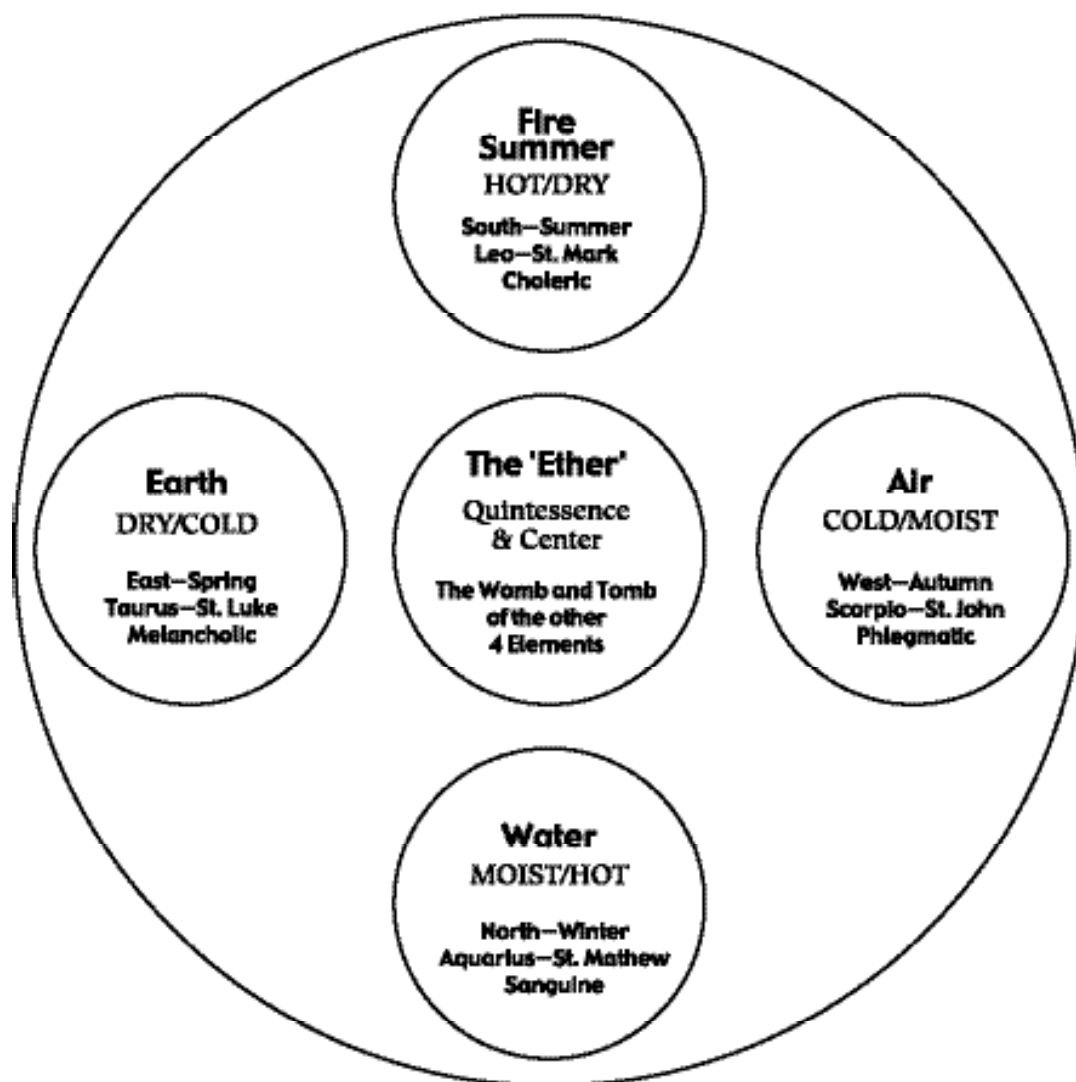 Fire
Summer
HOT/DRY
South—Summer
Leo—St. Mark
Choleric
Earth
DRY/COLD
East—Spring
Taurus—St. Luke
Melancholic
The 'Ether'
Quintessence
& Center
The Womb and Tomb
of the other
4 Elements
Air
COLD/MOIST
West—Autumn
Scorpio—St. John
Phlegmatic
Water
MOIST/HOT
North—Winter
Aquarius—St. Mathew
Sanguine